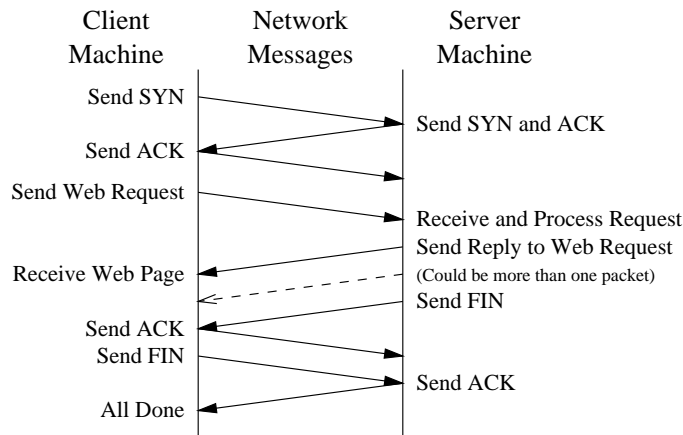 Client
Machine
Network
Messages
Server
Machine
Send SYN
Send SYN and ACK
Send ACK
Send Web Request
Receive and Process Request
Send Reply to Web Request
Receive Web Page
(Could be more than one packet)
Send FIN
Send ACK
Send FIN
Send ACK
All Done